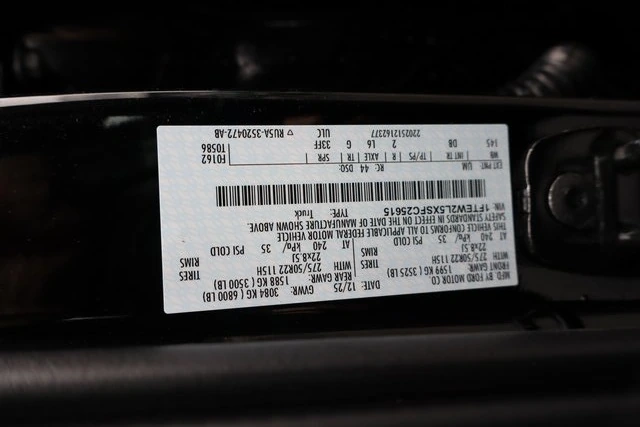 MFD BY FORD MOTOR CO
DATE: 12/25 GVWR: 3084 KG ( 6800 LB)
FRONT GAWR: 1599 KG ( 3525 LB) REAR GAWR: 1588 KG ( 3500 LB)
275/50R22 115H TIRES WITH 275/50R22 115H TIRES
22x8.5J RIMS 22x8.5J RIMS
AT 240 kPa/ 35 PSI COLD AT 240 kPa/ 35 PSI COLD
THIS VEHICLE CONFORMS TO ALL APPLICABLE FEDERAL MOTOR VEHICLE
SAFETY STANDARDS IN EFFECT ON THE DATE OF MANUFACTURE SHOWN ABOVE.
VIN: 1FTEW2L5XSFC25615 TYPE: Truck
EXT PNT: UM RC: 44 DSO: F0162
WB INT TR TP/PS R AXLE TR SPR T0586
145 DB 2 L6 G 33FF
2202512162377 ULC ▽ RU5A-3520472-AB